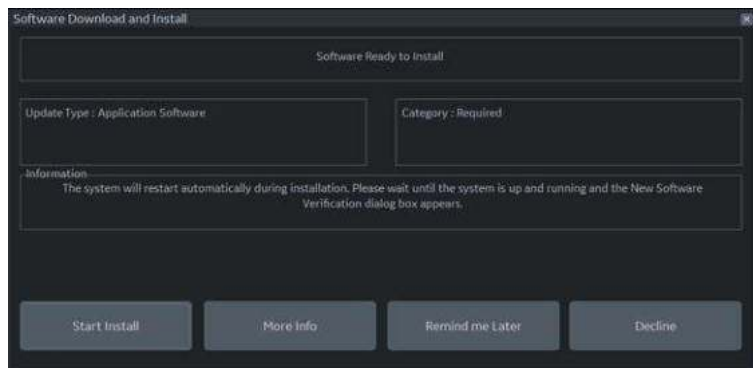 Software Download and Install
Software Ready to Install
Update Type : Application Software
Category : Required
Information
The system will restart automatically during installation. Please wait until the system is up and running and the New Software
Verification dialog box appears.
Start Install
More Info
Remind me Later
Decline